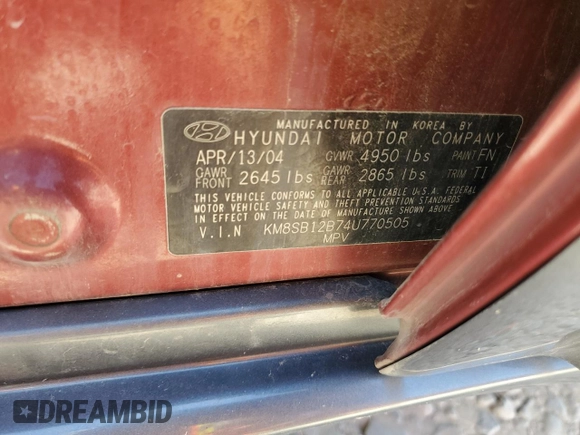 MANUFACTURED IN KOREA BY
HYUNDAI MOTOR COMPANY
APR/13/04 GVWR 4950 lbs PAINT FN
GAWR FRONT 2645 lbs GAWR REAR 2865 lbs TRIM TI
THIS VEHICLE CONFORMS TO ALL APPLICABLE U.S.A. FEDERAL
MOTOR VEHICLE SAFETY AND THEFT PREVENTION STANDARDS
IN EFFECT ON THE DATE OF MANUFACTURE SHOWN ABOVE
V.I.N KM8SB12B74U770505
MPV
DREAMBID